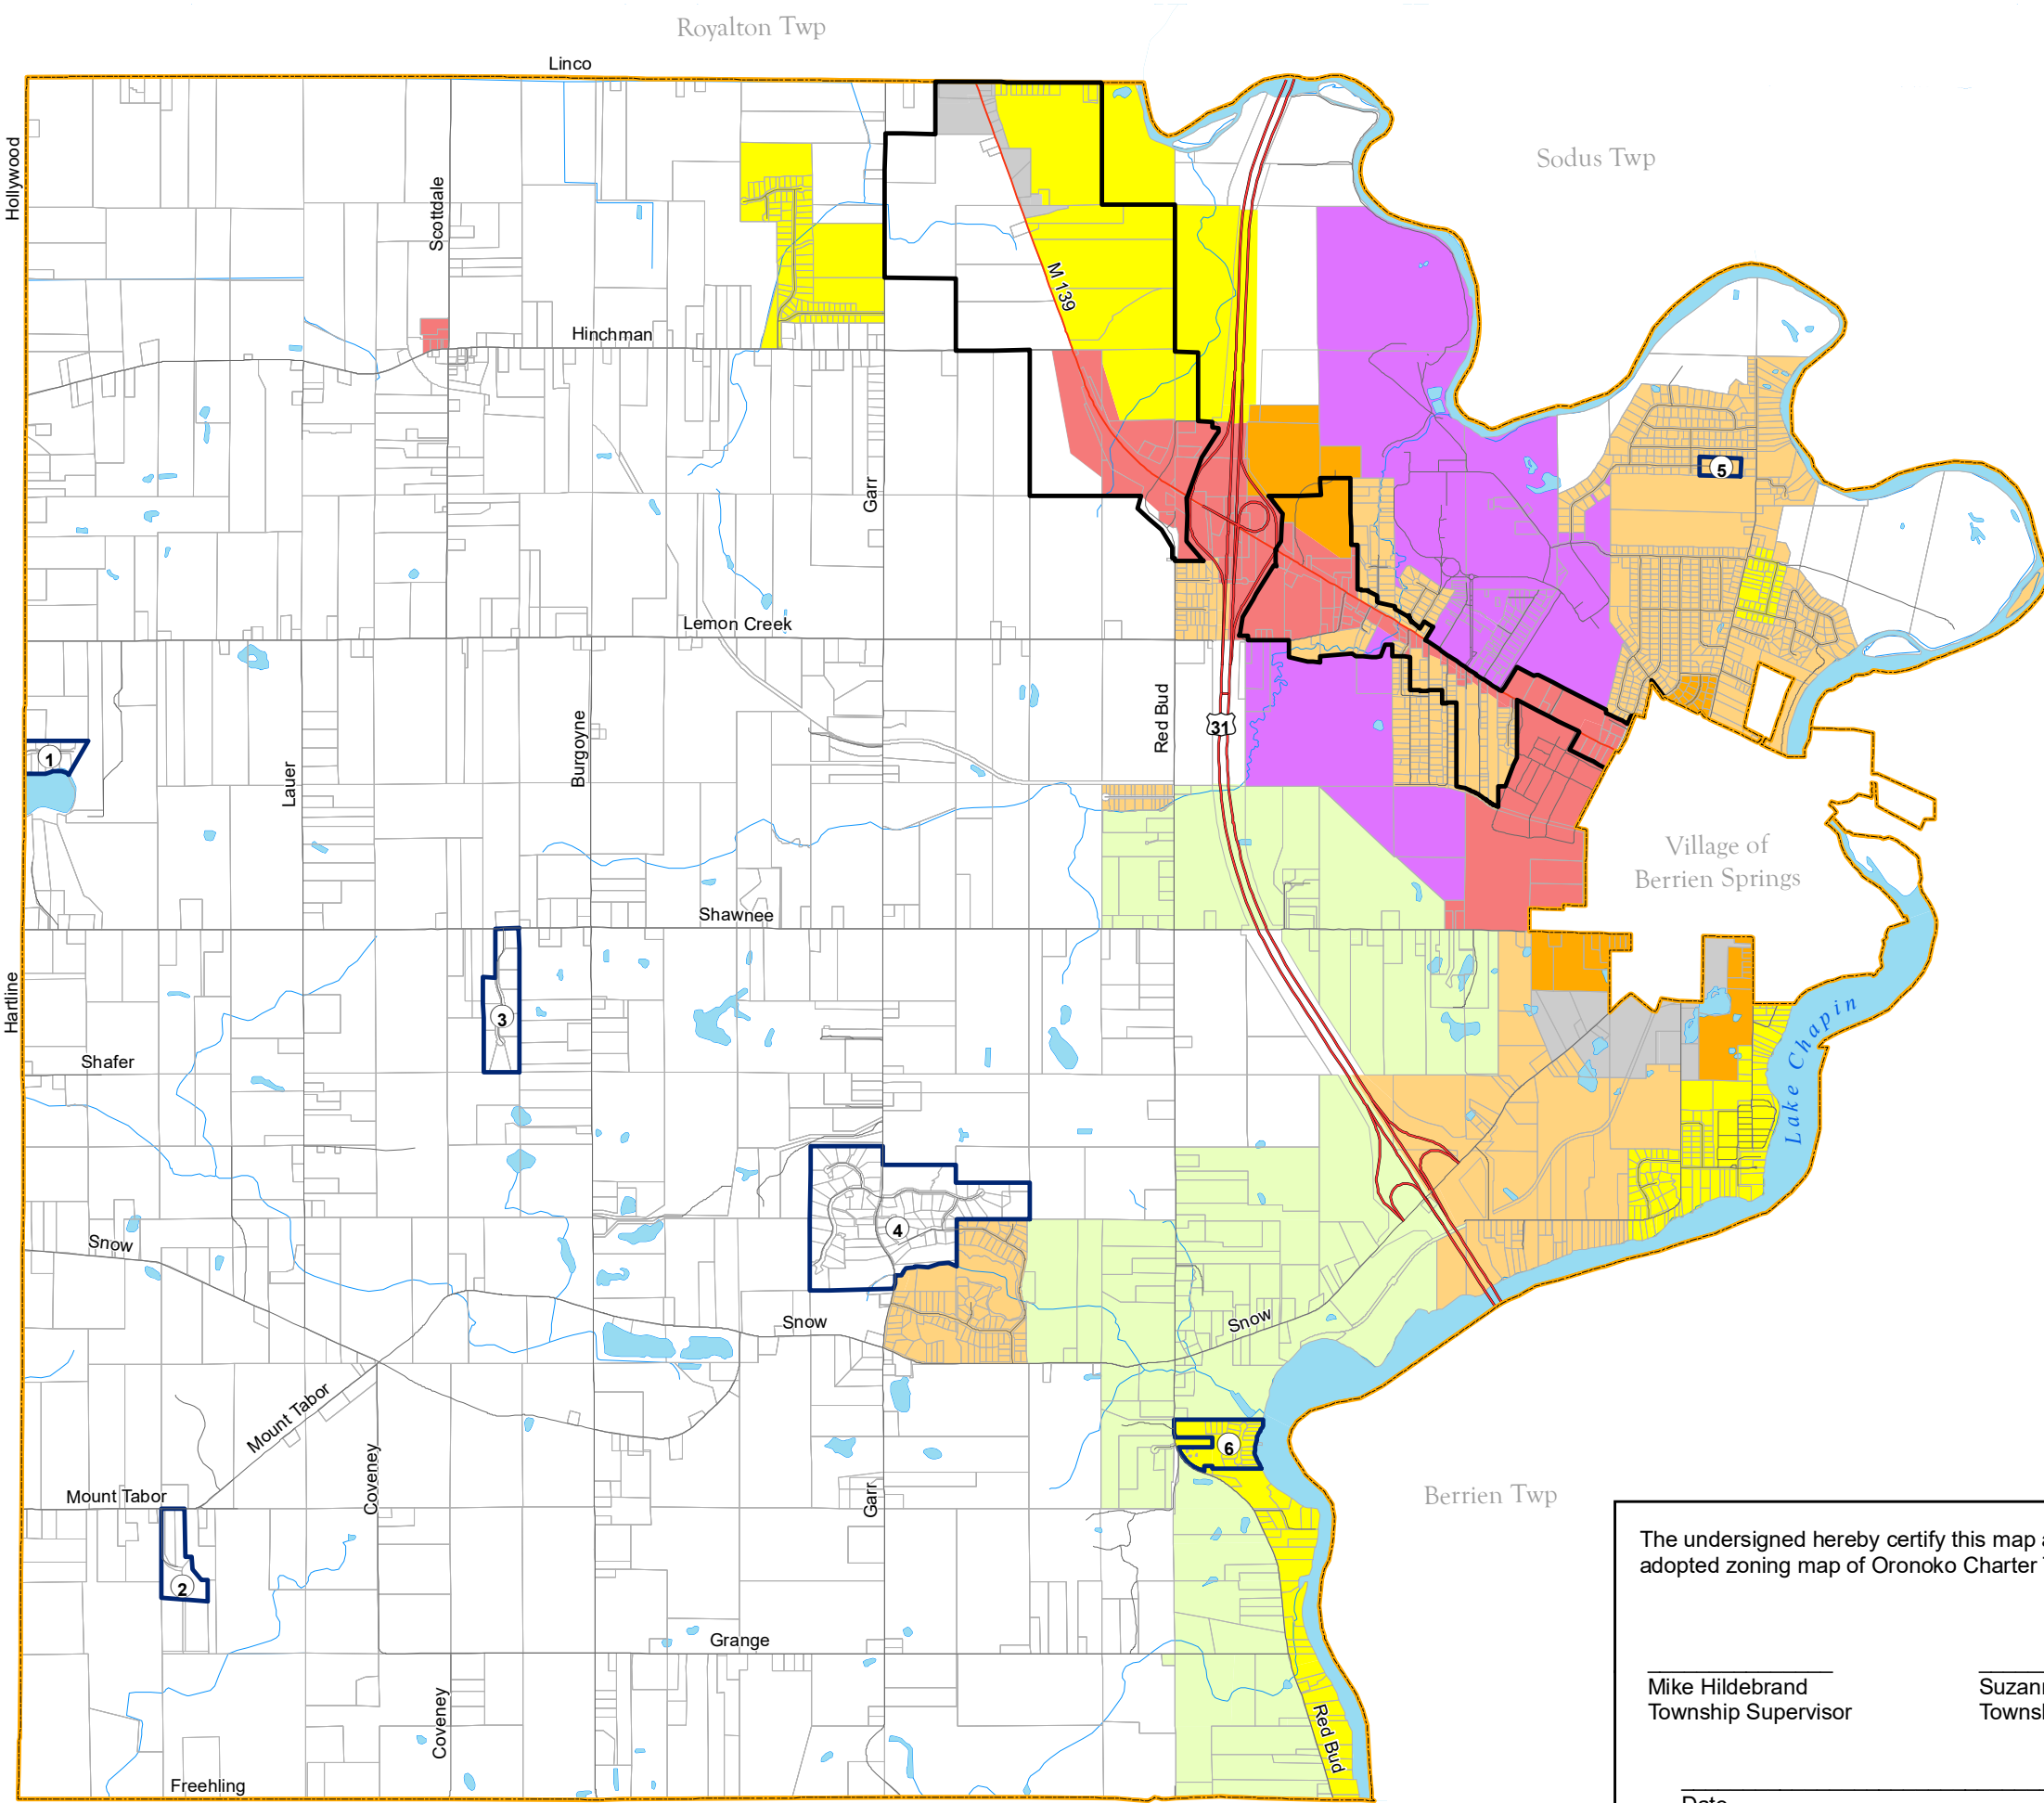 Royalton Twp
Linco
Hollywood
Scottdale
Sodus Twp
M 139
Hinchman
5
Garr
Lemon Creek
Red Bud
31
1
Lauer
Burgoyne
Village of
Berrien Springs
Shawnee
Hartline
3
Lake Chapin
Shafer
4
Snow
Snow
Snow
Mount Tabor
6
Coveney
Mount Tabor
Garr
Berrien Twp
2
Grange
Coveney
Red Bud
Freehling
The undersigned hereby certify this map
adopted zoning map of Oronoko Charter
Mike Hildebrand
Township Supervisor
Date